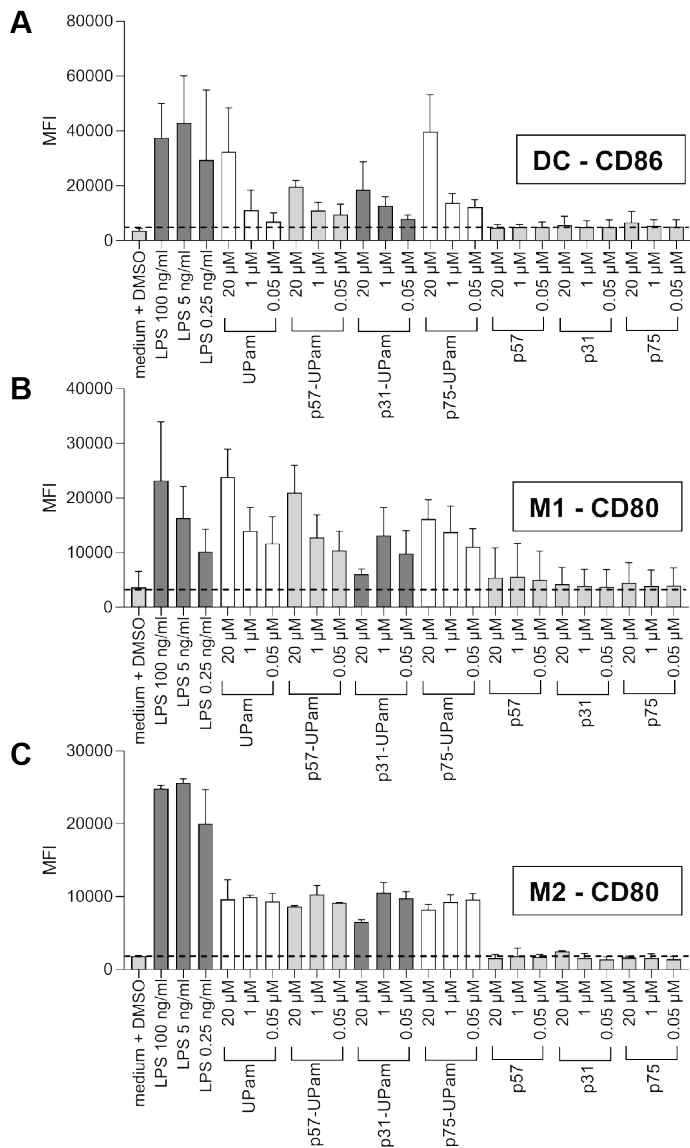 A
80000
60000
40000
20000
0
MFI
DC - CD86
medium + DMSO
LPS 100 ng/ml
LPS 5 ng/ml
LPS 0.25 ng/ml
20 µM
1 µM
0.05 µM
20 µM
1 µM
0.05 µM
20 µM
1 µM
0.05 µM
20 µM
1 µM
0.05 µM
20 µM
1 µM
0.05 µM
20 µM
1 µM
0.05 µM
20 µM
1 µM
0.05 µM
UPam
p57-UPam
p31-UPam
p75-UPam
p57
p31
p75
B
40000
30000
20000
10000
0
MFI
M1 - CD80
medium + DMSO
LPS 100 ng/ml
LPS 5 ng/ml
LPS 0.25 ng/ml
20 µM
1 µM
0.05 µM
20 µM
1 µM
0.05 µM
20 µM
1 µM
0.05 µM
20 µM
1 µM
0.05 µM
20 µM
1 µM
0.05 µM
20 µM
1 µM
0.05 µM
20 µM
1 µM
0.05 µM
UPam
p57-UPam
p31-UPam
p75-UPam
p57
p31
p75
C
30000
20000
10000
0
MFI
M2 - CD80
medium + DMSO
LPS 100 ng/ml
LPS 5 ng/ml
LPS 0.25 ng/ml
20 µM
1 µM
0.05 µM
20 µM
1 µM
0.05 µM
20 µM
1 µM
0.05 µM
20 µM
1 µM
0.05 µM
20 µM
1 µM
0.05 µM
20 µM
1 µM
0.05 µM
20 µM
1 µM
0.05 µM
UPam
p57-UPam
p31-UPam
p75-UPam
p57
p31
p75